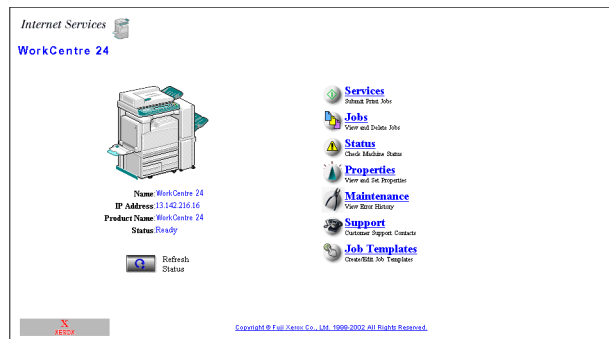 Internet Services
WorkCentre 24
Name: WorkCentre 24
IP Address: 13.142.216.16
Product Name: WorkCentre 24
Status: Ready
Refresh
Status
Services
Submit Print Jobs
Jobs
View and Delete Jobs
Status
Check Machine Status
Properties
View and Set Properties
Maintenance
View Error History
Support
Customer Support Contacts
Job Templates
Create/Edit Job Templates
X
XEROX
Copyright © Fuji Xerox Co., Ltd. 1999-2002 All Rights Reserved.